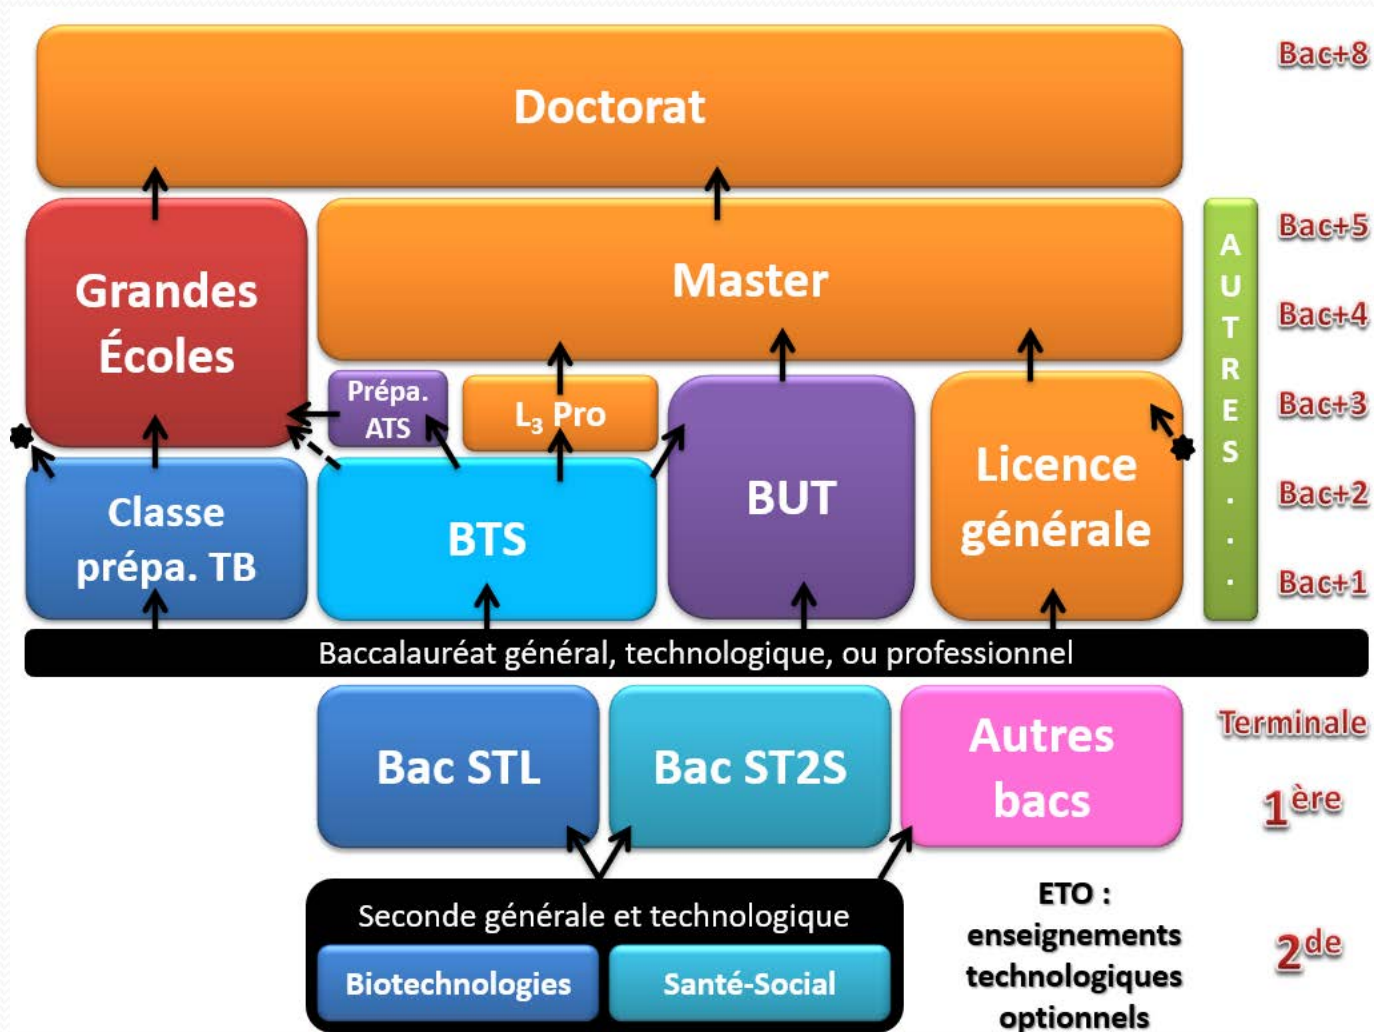 Doctorat
Bac+8
Grandes
Écoles
Master
Bac+5
Bac+4
AUTRES...
Prépa.
ATS
L₃ Pro
Bac+3
Classe
prépa. TB
BTS
BUT
Licence
générale
Bac+2
Bac+1
Baccalauréat général, technologique, ou professionnel
Bac STL
Bac ST2S
Autres
bacs
Terminale
1ère
Seconde générale et technologique
Biotechnologies
Santé-Social
ETO :
enseignements
technologiques
optionnels
2de